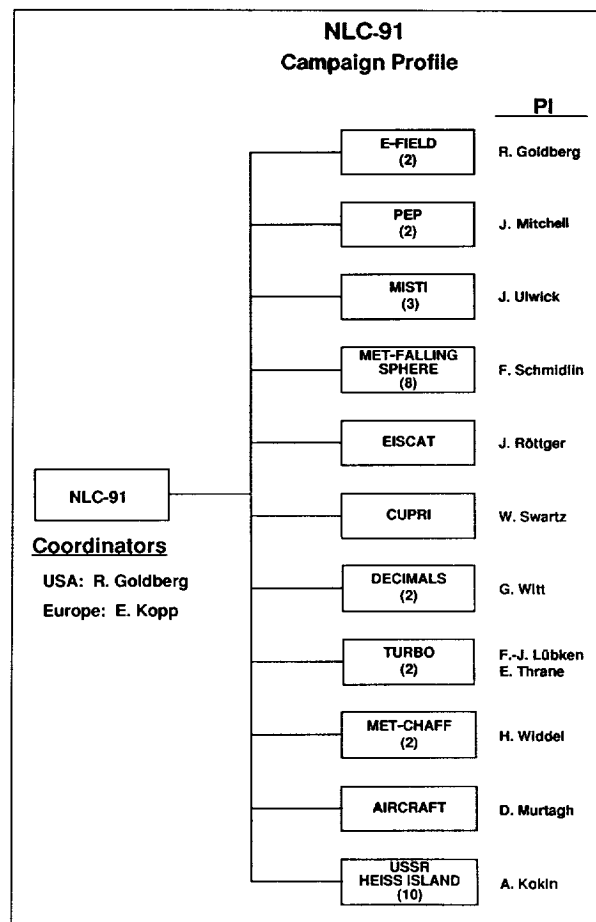 NLC-91
Campaign Profile
PI
E-FIELD
(2)
R. Goldberg
PEP
(2)
J. Mitchell
MISTI
(3)
J. Ulwick
MET-FALLING
SPHERE
(8)
F. Schmidlin
EISCAT
J. Röttger
NLC-91
CUPRI
W. Swartz
Coordinators
USA: R. Goldberg
Europe: E. Kopp
DECIMALS
(2)
G. Witt
TURBO
(2)
F.-J. Lübken
E. Thrane
MET-CHAFF
(2)
H. Widdel
AIRCRAFT
D. Murtagh
USSR
HEISS ISLAND
(10)
A. Kokin